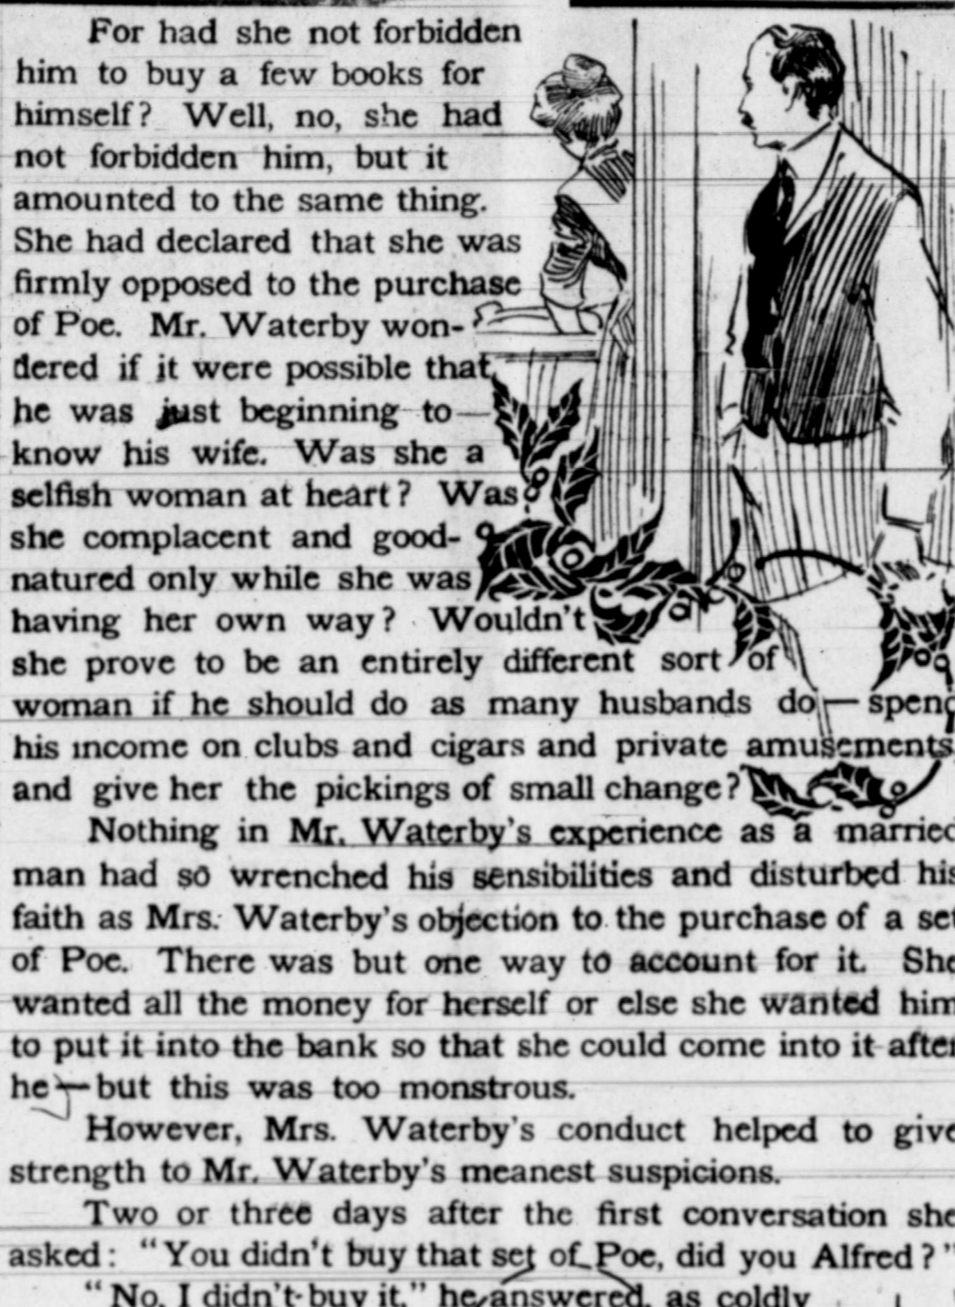 For had she not forbidden
him to buy a few books for
himself? Well, no, she had
not forbidden him, but it
amounted to the same thing.
She had declared that she was
firmly opposed to the purchase
of Poe. Mr. Waterby won-
dered if it were possible that
he was just beginning to
know his wife. Was she a
selfish woman at heart? Was
she complacent and good-
natured only while she was
having her own way? Wouldn't
she prove to be an entirely different sort of
woman if he should do as many husbands do—spend
his income on clubs and cigars and private amusements
and give her the pickings of small change?
Nothing in Mr. Waterby's experience as a married
man had so wrenched his sensibilities and disturbed his
faith as Mrs. Waterby's objection to the purchase of a set
of Poe. There was but one way to account for it. She
wanted all the money for herself or else she wanted him
to put it into the bank so that she could come into it after
he—but this was too monstrous.
However, Mrs. Waterby's conduct helped to give
strength to Mr. Waterby's meanest suspicions.
Two or three days after the first conversation she
asked: "You didn't buy that set of Poe, did you Alfred?"
"No, I didn't buy it," he answered, as coldly